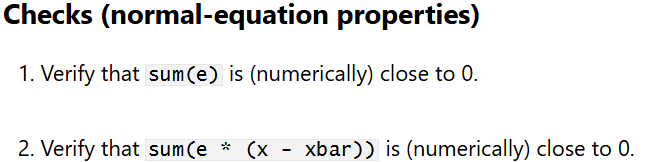 Checks (normal-equation properties)
1. Verify that sum(e) is (numerically) close to 0.
2. Verify that sum(e * (x - xbar)) is (numerically) close to 0.